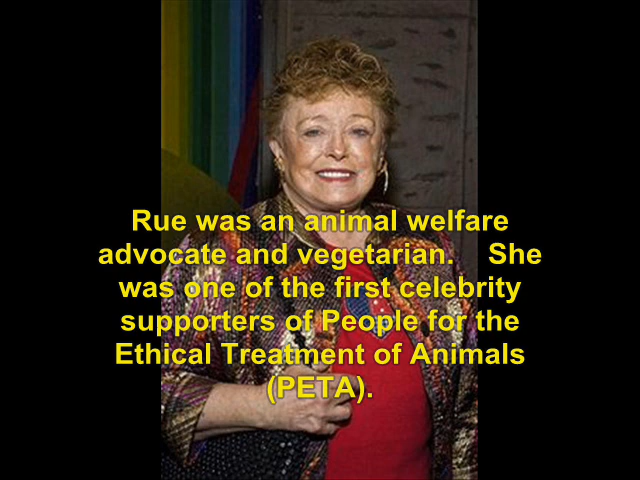 Rue was an animal welfare
advocate and vegetarian. She
was one of the first celebrity
supporters of People for the
Ethical Treatment of Animals
(PETA).